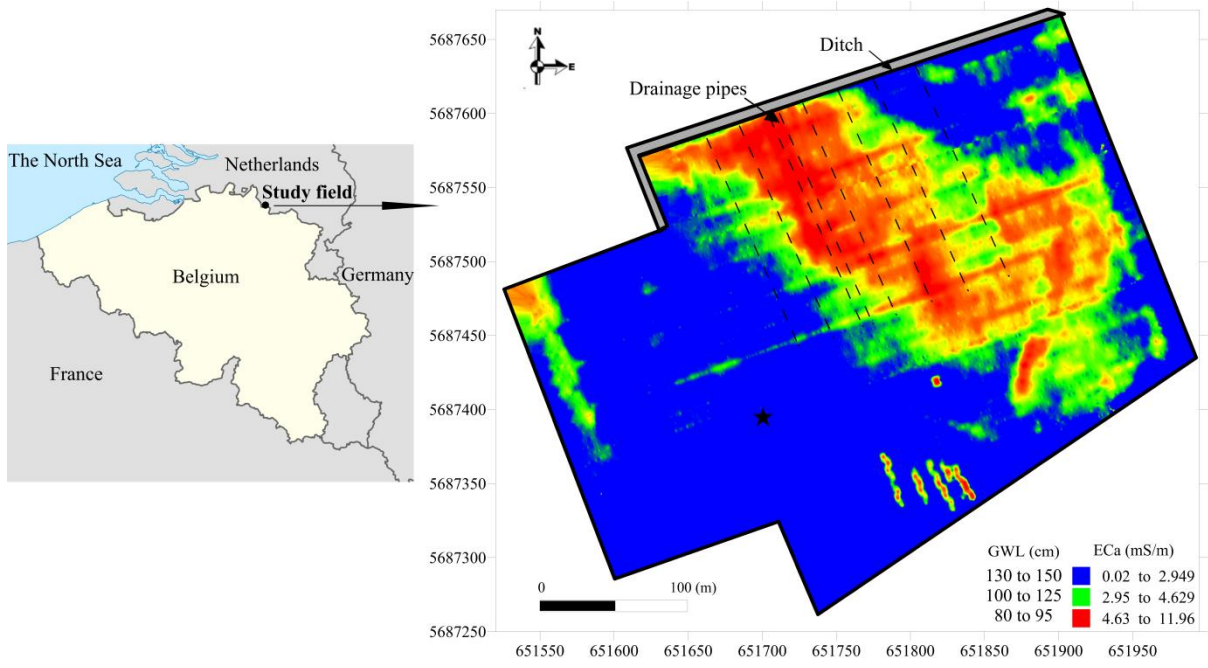 The North Sea
Netherlands
Study field
Belgium
Germany
France
N
E
Ditch
Drainage pipes
5687650
5687600
5687550
5687500
5687450
5687400
5687350
5687300
5687250
0 100 (m)
GWL (cm) ECa (mS/m)
130 to 150 0.02 to 2.949
100 to 125 2.95 to 4.629
80 to 95 4.63 to 11.96
651550 651600 651650 651700 651750 651800 651850 651900 651950